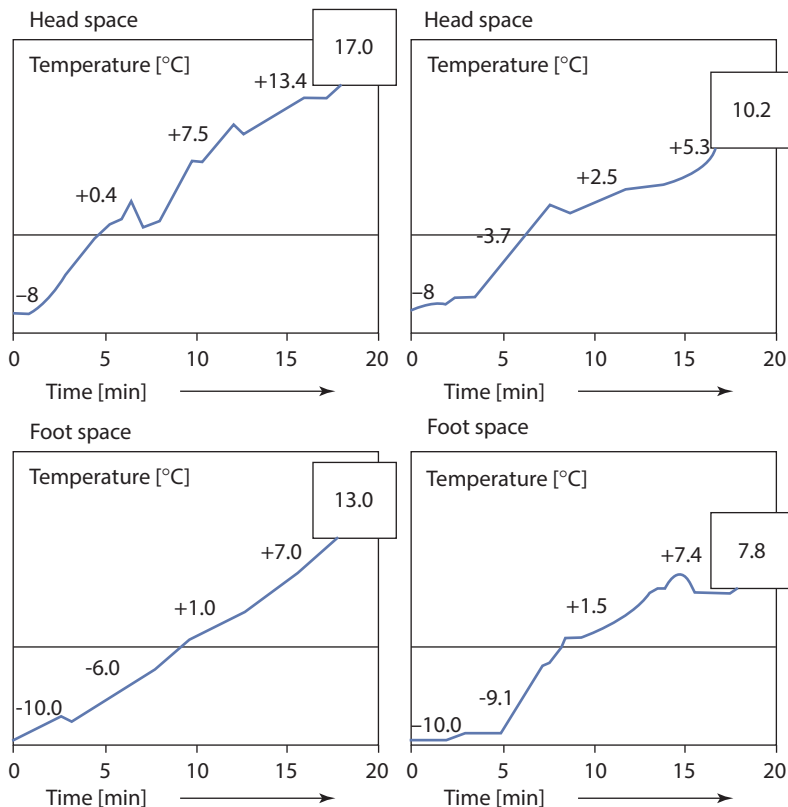 Head space
Temperature [°C]
17.0
+13.4
+7.5
+0.4
–8
0 5 10 15 20
Time [min]
Head space
Temperature [°C]
10.2
+5.3
+2.5
-3.7
–8
0 5 10 15 20
Time [min]
Foot space
Temperature [°C]
13.0
+7.0
+1.0
-6.0
-10.0
0 5 10 15 20
Time [min]
Foot space
Temperature [°C]
7.8
+7.4
+1.5
-9.1
–10.0
0 5 10 15 20
Time [min]